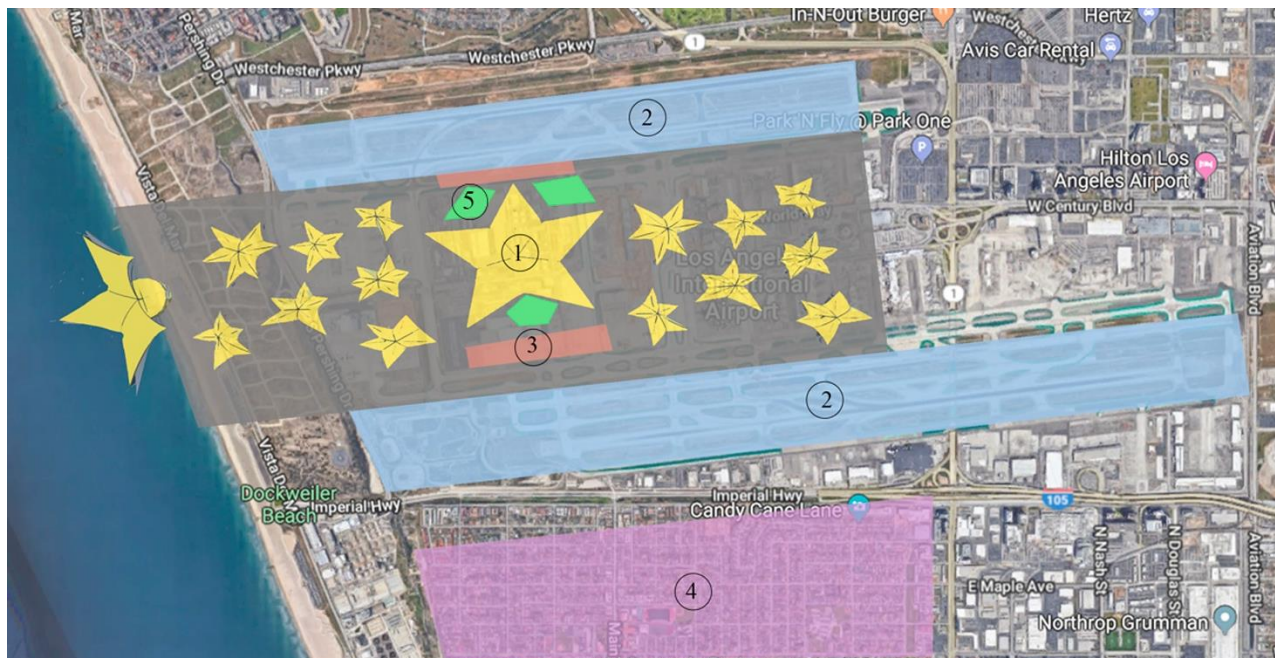 In-N-Out Burger
Hertz
Pershing Dr
Westchester Pkwy
Westchester Pkwy
1
Avis Car Rental
2
Park 'N Fly @ Park One
P
Hilton Los
Angeles Airport
Vista Del Mar
5
W Century Blvd
1
Los Angeles
International
Airport
1
Aviation Blvd
3
Pershing Dr
2
Vista Del
Dockweiler
Beach
Imperial Hwy
Imperial Hwy
105
Candy Cane Lane
4
Main
E Maple Ave
N Nash St
N Douglas St
Aviation Blvd
Northrop Grumman